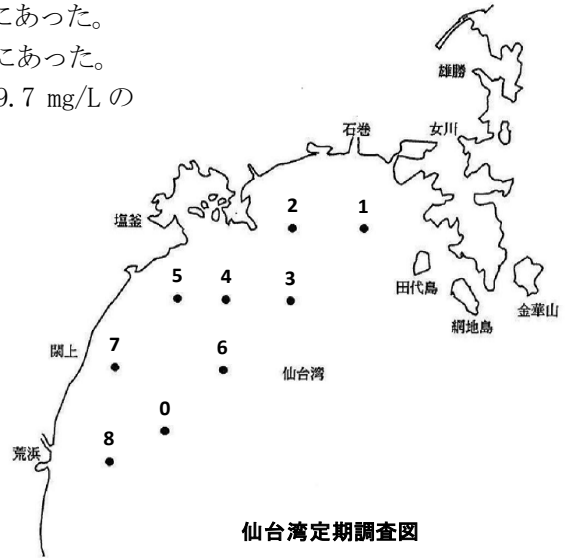 にあった。
にあった。
9.7 mg/L の
雄勝
石巻
女川
塩釜
2
1
5
4
3
田代島
網地島
金華山
閖上
7
6
仙台湾
0
荒浜
8
仙台湾定期調査図